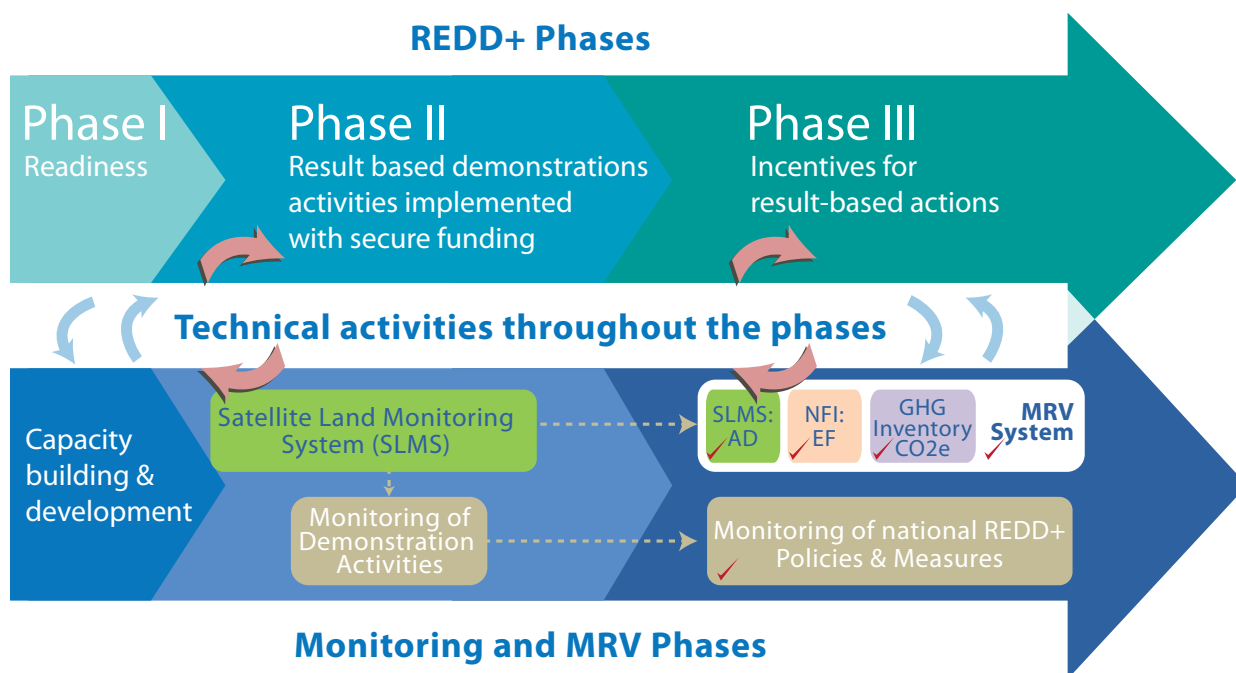 REDD+ Phases
Phase I
Readiness
Phase II
Result based demonstrations
activities implemented
with secure funding
Phase III
Incentives for
result-based actions
Technical activities throughout the phases
Capacity
building &
development
Satellite Land Monitoring
System (SLMS)
Monitoring of
Demonstration
Activities
SLMS:
AD
NFI:
EF
GHG
Inventory
CO2e
MRV
System
Monitoring of national REDD+
Policies & Measures
Monitoring and MRV Phases